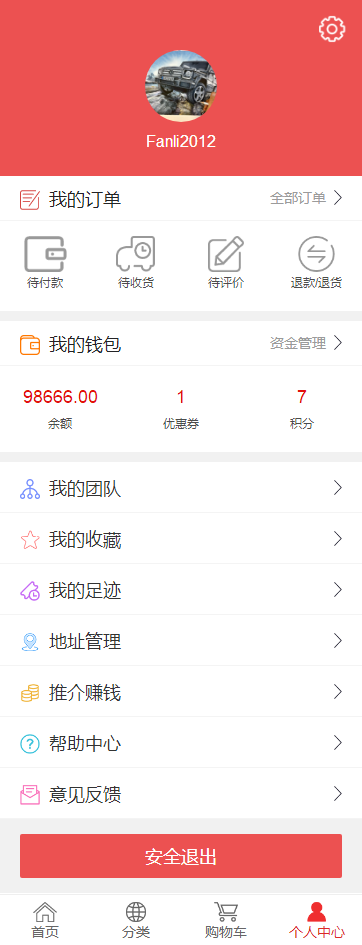 Fanli2012
我的订单 全部订单
待付款 待收货 待评价 退款/退货
我的钱包 资金管理
98666.00 1 7
余额 优惠券 积分
我的团队
我的收藏
我的足迹
地址管理
推介赚钱
帮助中心
意见反馈
安全退出
首页 分类 购物车 个人中心